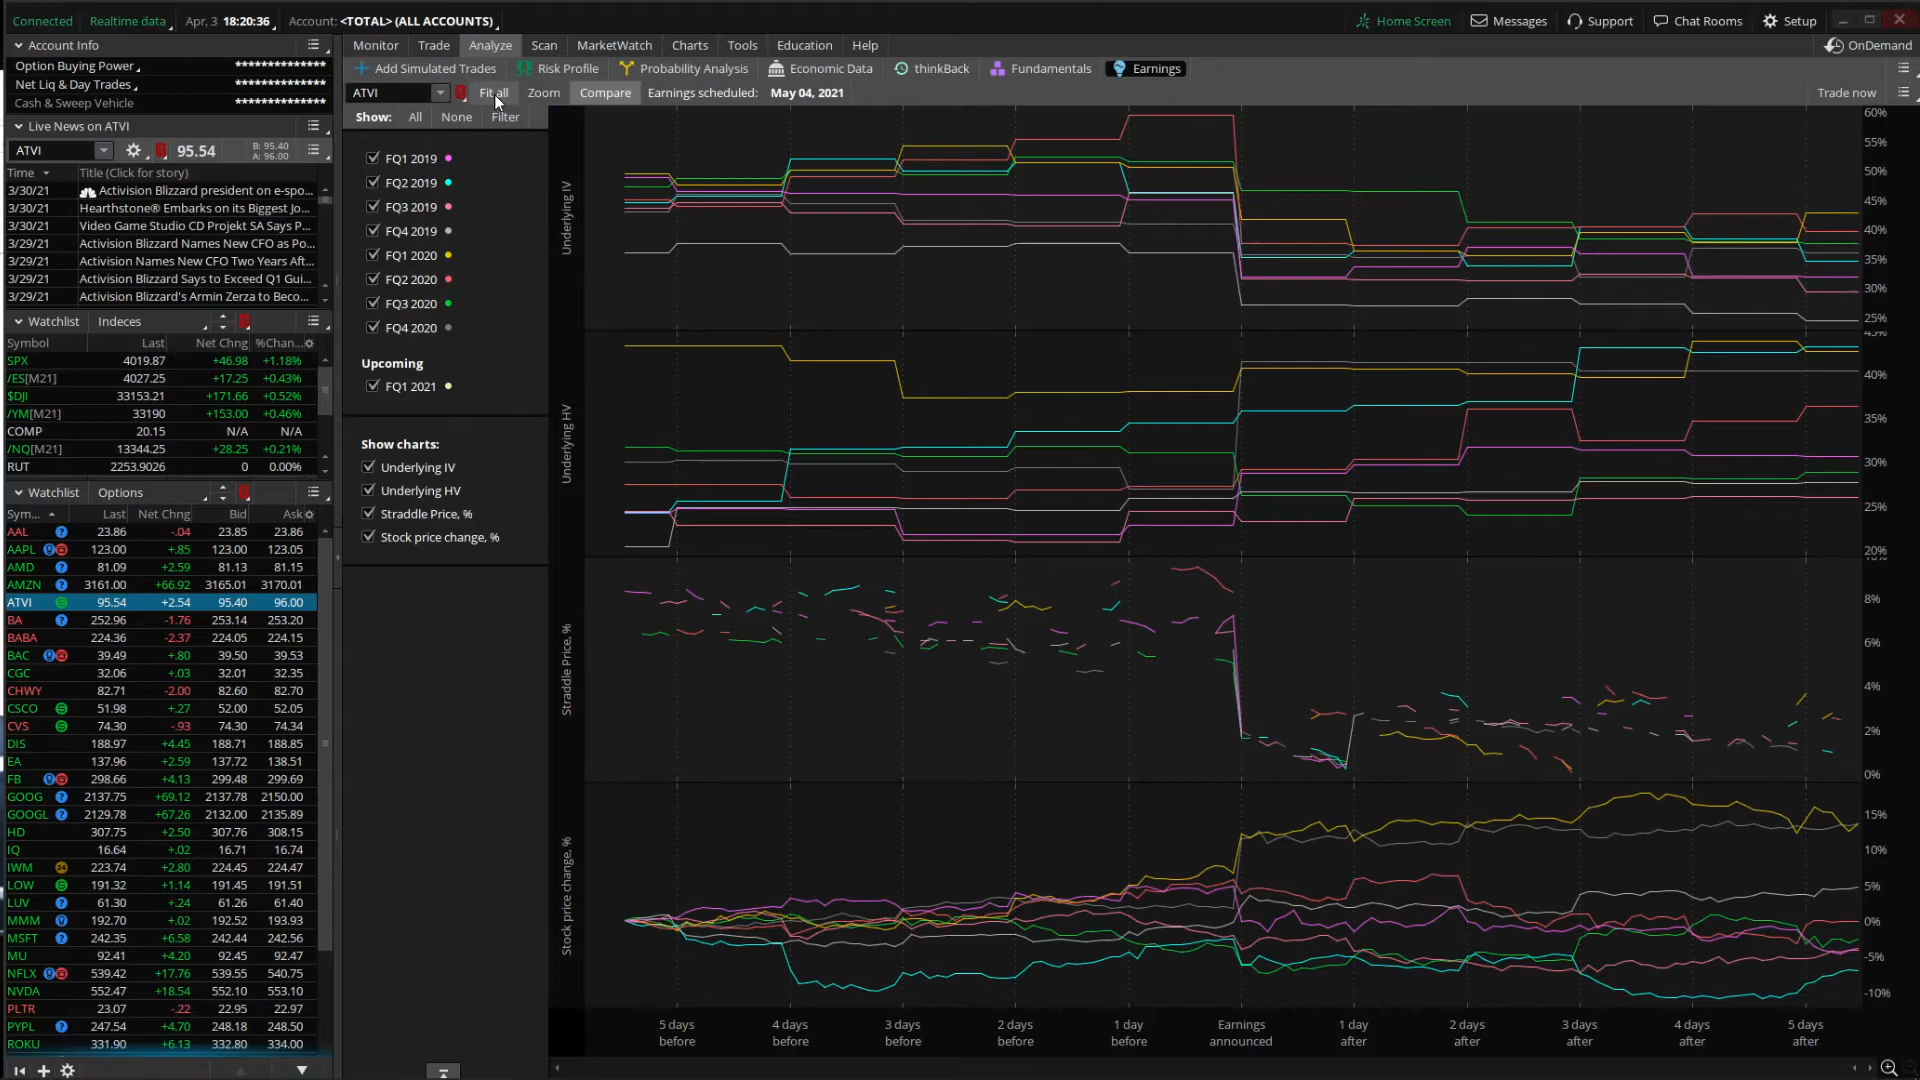 Connected Realtime data Apr, 3 18:20:36 Account: <TOTAL> (ALL ACCOUNTS) Home Screen Messages Support Chat Rooms Setup
Account Info Monitor Trade Analyze Scan MarketWatch Charts Tools Education Help OnDemand
Option Buying Power **************
Add Simulated Trades Risk Profile Probability Analysis Economic Data thinkBack Fundamentals Earnings
Net Liq & Day Trades **************
Cash & Sweep Vehicle **************
ATVI Fit all Zoom Compare Earnings scheduled: May 04, 2021 Trade now
Show: All None Filter
Live News on ATVI
ATVI 95.54 B: 95.40 A: 96.00
Time Title (Click for story)
3/30/21 Activision Blizzard president on e-spo...
3/30/21 Hearthstone® Embarks on its Biggest Jo...
3/30/21 Video Game Studio CD Projekt SA Says P...
3/29/21 Activision Blizzard Names New CFO as Po...
3/29/21 Activision Names New CFO Two Years Aft...
3/29/21 Activision Blizzard Says to Exceed Q1 Gui...
3/29/21 Activision Blizzard's Armin Zerza to Beco...
Watchlist Indeces
Symbol Last Net Chng %Chan...
SPX 4019.87 +46.98 +1.18%
/ES[M21] 4027.25 +17.25 +0.43%
$DJI 33153.21 +171.66 +0.52%
/YM[M21] 33190 +153.00 +0.46%
COMP 20.15 N/A N/A
/NQ[M21] 13344.25 +28.25 +0.21%
RUT 2253.9026 0 0.00%
Watchlist Options
Sym... Last Net Chng Bid Ask
AAL 23.86 -.04 23.85 23.86
AAPL 123.00 +.85 123.00 123.05
AMD 81.09 +2.59 81.13 81.15
AMZN 3161.00 +66.92 3165.01 3170.01
ATVI 95.54 +2.54 95.40 96.00
BA 252.96 -1.76 253.14 253.20
BABA 224.36 -2.37 224.05 224.15
BAC 39.49 +.80 39.50 39.53
CGC 32.06 +.03 32.01 32.35
CHWY 82.71 -2.00 82.60 82.70
CSCO 51.98 +.27 52.00 52.05
CVS 74.30 -.93 74.30 74.34
DIS 188.97 +4.45 188.71 188.85
EA 137.96 +2.59 137.72 138.51
FB 298.66 +4.13 299.48 299.69
GOOG 2137.75 +69.12 2137.78 2150.00
GOOGL 2129.78 +67.26 2132.00 2135.89
HD 307.75 +2.50 307.76 308.15
IQ 16.64 +.02 16.71 16.74
IWM 223.74 +2.80 224.45 224.47
LOW 191.32 +1.14 191.45 191.51
LUV 61.30 +.24 61.26 61.40
MMM 192.70 +.02 192.52 193.93
MSFT 242.35 +6.58 242.44 242.56
MU 92.41 +4.20 92.45 92.47
NFLX 539.42 +17.76 539.55 540.75
NVDA 552.47 +18.54 552.10 553.10
PLTR 23.07 -.22 22.95 22.97
PYPL 247.54 +4.70 248.18 248.50
ROKU 331.90 +6.13 332.80 334.00
FQ1 2019
FQ2 2019
FQ3 2019
FQ4 2019
FQ1 2020
FQ2 2020
FQ3 2020
FQ4 2020
Upcoming
FQ1 2021
Show charts:
Underlying IV
Underlying HV
Straddle Price, %
Stock price change, %
Underlying IV
60%
55%
50%
45%
40%
35%
30%
25%
Underlying HV
45%
40%
35%
30%
25%
20%
Straddle Price, %
8%
6%
4%
2%
0%
Stock price change, %
15%
10%
5%
0%
-5%
-10%
5 days before
4 days before
3 days before
2 days before
1 day before
Earnings announced
1 day after
2 days after
3 days after
4 days after
5 days after